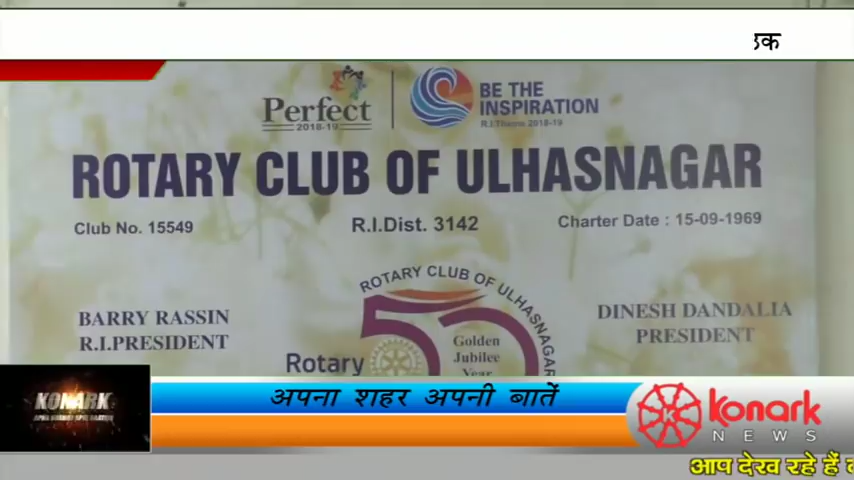 Perfect
2018-19
BE THE
INSPIRATION
R.I.Theme 2018-19
ROTARY CLUB OF ULHASNAGAR
Club No. 15549
R.I.Dist. 3142
Charter Date : 15-09-1969
BARRY RASSIN
R.I.PRESIDENT
ROTARY CLUB OF ULHASNAGAR
50
Golden
Jubilee
Year
Rotary
DINESH DANDALIA
PRESIDENT
KONARK
अपना शहर अपनी बातें
Konark
NEWS
आप देख रहे हैं